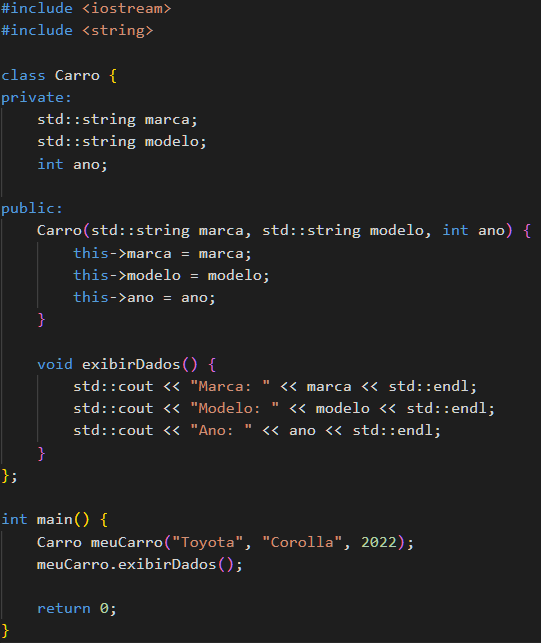 #include <iostream>
#include <string>

class Carro {
private:
    std::string marca;
    std::string modelo;
    int ano;

public:
    Carro(std::string marca, std::string modelo, int ano) {
        this->marca = marca;
        this->modelo = modelo;
        this->ano = ano;
    }

    void exibirDados() {
        std::cout << "Marca: " << marca << std::endl;
        std::cout << "Modelo: " << modelo << std::endl;
        std::cout << "Ano: " << ano << std::endl;
    }
};

int main() {
    Carro meuCarro("Toyota", "Corolla", 2022);
    meuCarro.exibirDados();

    return 0;
}